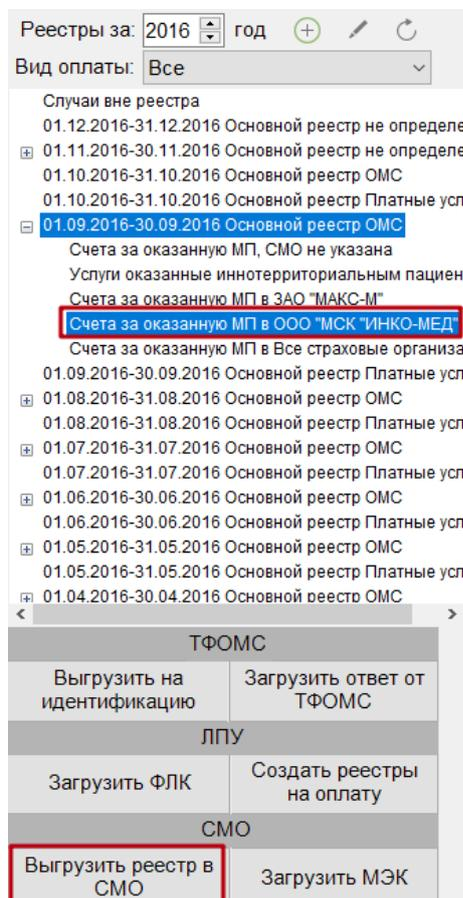 Реестры за: 2016 год
Вид оплаты: Все
Случаи вне реестра
01.12.2016-31.12.2016 Основной реестр не определе
01.11.2016-30.11.2016 Основной реестр не определе
01.10.2016-31.10.2016 Основной реестр ОМС
01.10.2016-31.10.2016 Основной реестр Платные усл
01.09.2016-30.09.2016 Основной реестр ОМС
Счета за оказанную МП, СМО не указана
Услуги оказанные иннотерриториальным пациен
Счета за оказанную МП в ЗАО "МАКС-М"
Счета за оказанную МП в ООО "МСК "ИНКО-МЕД"
Счета за оказанную МП в Все страховые организа
01.09.2016-30.09.2016 Основной реестр Платные усл
01.08.2016-31.08.2016 Основной реестр ОМС
01.08.2016-31.08.2016 Основной реестр Платные усл
01.07.2016-31.07.2016 Основной реестр ОМС
01.07.2016-31.07.2016 Основной реестр Платные усл
01.06.2016-30.06.2016 Основной реестр ОМС
01.06.2016-30.06.2016 Основной реестр Платные усл
01.05.2016-31.05.2016 Основной реестр ОМС
01.05.2016-31.05.2016 Основной реестр Платные усл
01.04.2016-30.04.2016 Основной реестр ОМС
ТФОМС
Выгрузить на
идентификацию
Загрузить ответ от
ТФОМС
ЛПУ
Загрузить ФЛК
Создать реестры
на оплату
СМО
Выгрузить реестр в
СМО
Загрузить МЭК